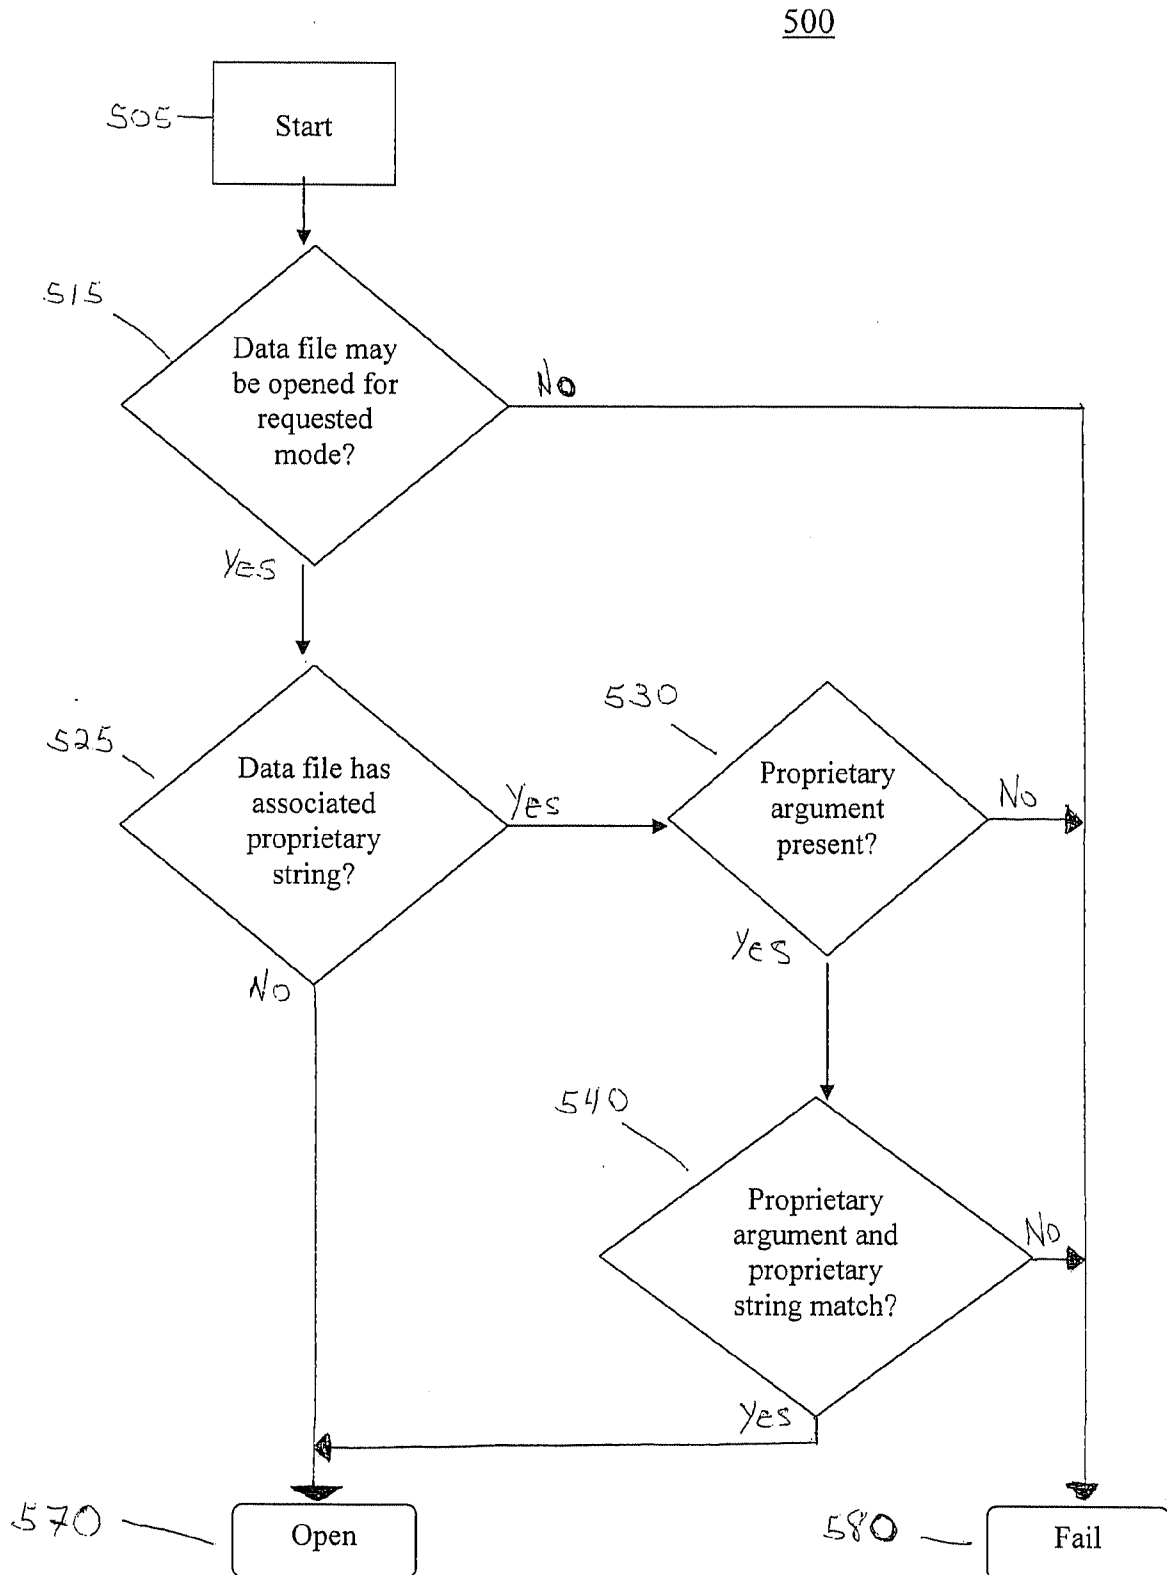 500
505
Start
515
Data file may
be opened for
requested
mode?
No
Yes
525
Data file has
associated
proprietary
string?
Yes
530
Proprietary
argument
present?
No
Yes
No
540
Proprietary
argument and
proprietary
string match?
No
Yes
570
Open
580
Fail